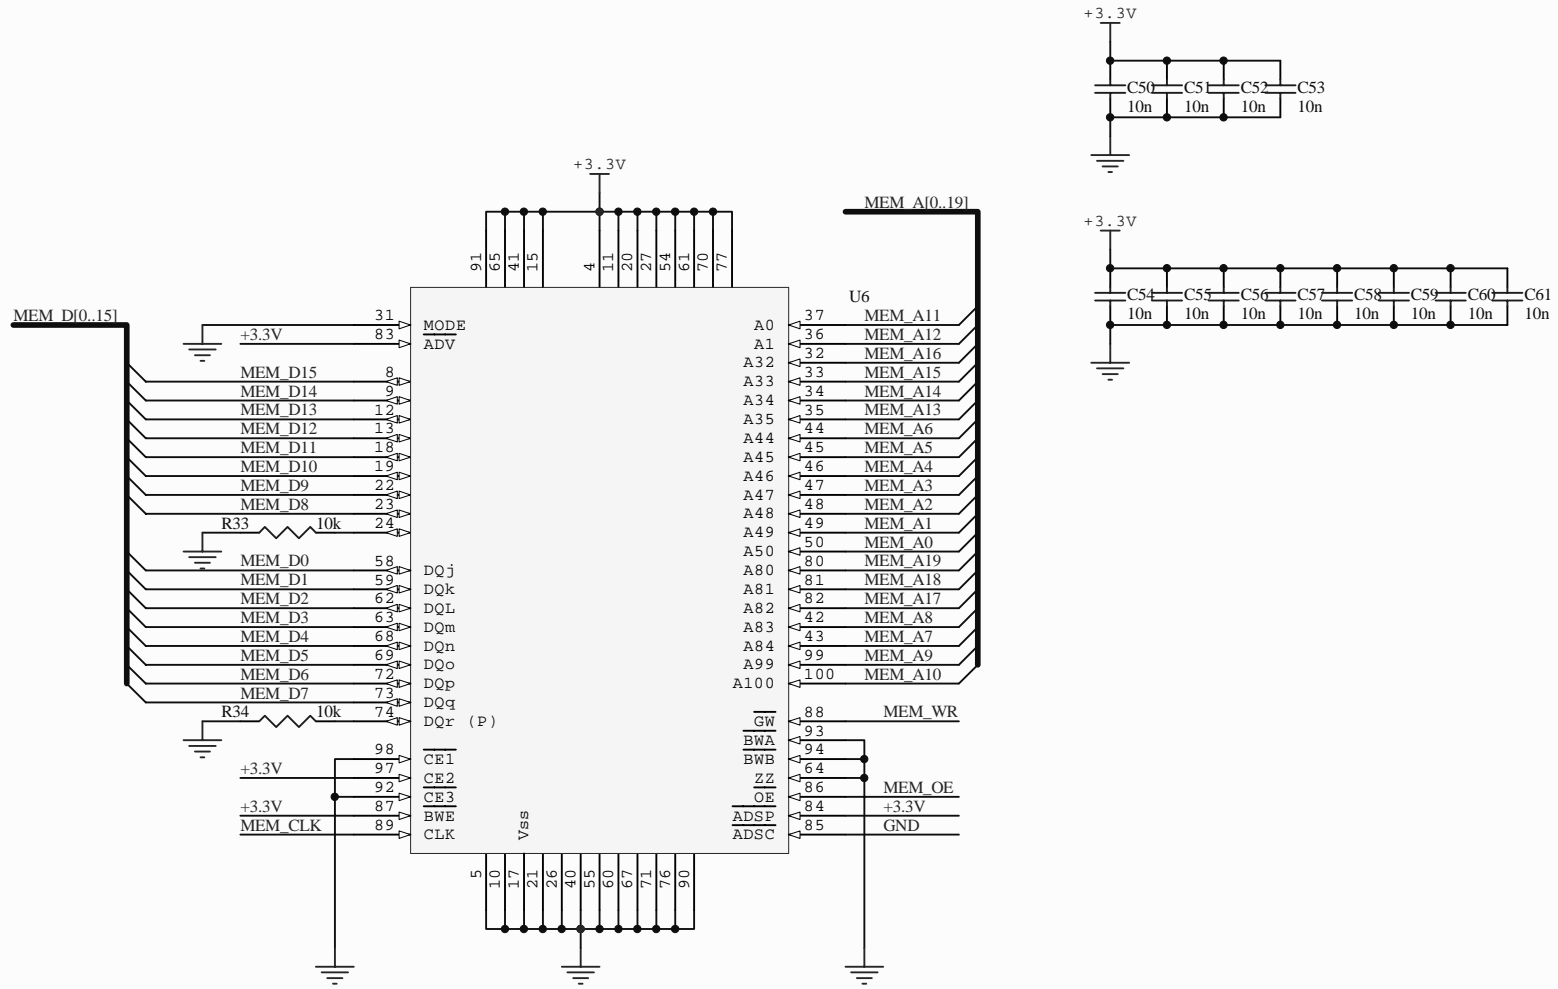 +3.3V
C50
10n
C51
10n
C52
10n
C53
10n
+3.3V
C54
10n
C55
10n
C56
10n
C57
10n
C58
10n
C59
10n
C60
10n
C61
10n
+3.3V
91
65
41
15
4
11
20
27
54
61
70
77
MEM_A[0..19]
MEM_D[0..15]
U6
31 MODE
+3.3V 83 ADV
MEM_D15 8
MEM_D14 9
MEM_D13 12
MEM_D12 13
MEM_D11 18
MEM_D10 19
MEM_D9 22
MEM_D8 23
R33 10k 24
MEM_D0 58 DQj
MEM_D1 59 DQk
MEM_D2 62 DQL
MEM_D3 63 DQm
MEM_D4 68 DQn
MEM_D5 69 DQo
MEM_D6 72 DQp
MEM_D7 73 DQq
R34 10k 74 DQr (P)
98 CE1
+3.3V 97 CE2
92 CE3
+3.3V 87 BWE
MEM_CLK 89 CLK
A0 37 MEM_A11
A1 36 MEM_A12
A32 32 MEM_A16
A33 33 MEM_A15
A34 34 MEM_A14
A35 35 MEM_A13
A44 44 MEM_A6
A45 45 MEM_A5
A46 46 MEM_A4
A47 47 MEM_A3
A48 48 MEM_A2
A49 49 MEM_A1
A50 50 MEM_A0
A80 80 MEM_A19
A81 81 MEM_A18
A82 82 MEM_A17
A83 42 MEM_A8
A84 43 MEM_A7
A99 99 MEM_A9
A100 100 MEM_A10
GW 88 MEM_WR
BWA 93
BWB 94
ZZ 64
OE 86 MEM_OE
ADSP 84 +3.3V
ADSC 85 GND
Vss
5
10
17
21
26
40
55
60
67
71
76
90